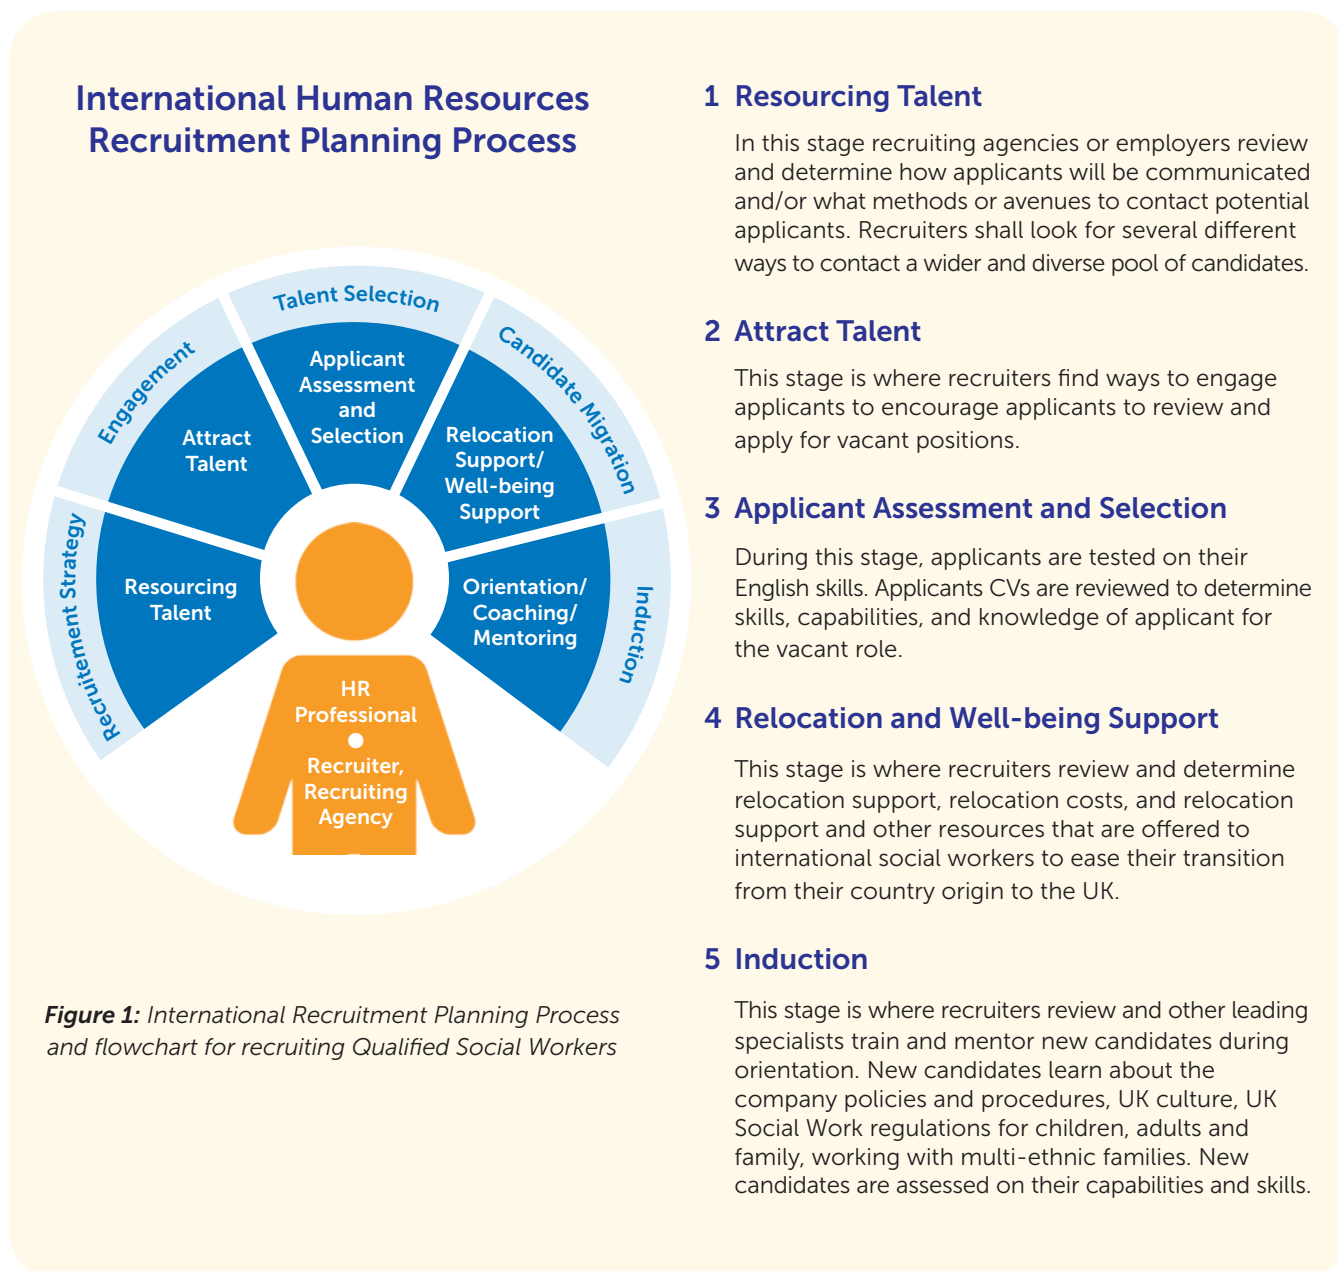 International Human Resources
Recruitment Planning Process
Recruitement Strategy
Resourcing
Talent
Engagement
Attract
Talent
Talent Selection
Applicant
Assessment
and
Selection
Candidate Migration
Relocation
Support/
Well-being
Support
Induction
Orientation/
Coaching/
Mentoring
HR
Professional
Recruiter,
Recruiting
Agency
Figure 1: International Recruitment Planning Process
and flowchart for recruiting Qualified Social Workers
1 Resourcing Talent
In this stage recruiting agencies or employers review
and determine how applicants will be communicated
and/or what methods or avenues to contact potential
applicants. Recruiters shall look for several different
ways to contact a wider and diverse pool of candidates.
2 Attract Talent
This stage is where recruiters find ways to engage
applicants to encourage applicants to review and
apply for vacant positions.
3 Applicant Assessment and Selection
During this stage, applicants are tested on their
English skills. Applicants CVs are reviewed to determine
skills, capabilities, and knowledge of applicant for
the vacant role.
4 Relocation and Well-being Support
This stage is where recruiters review and determine
relocation support, relocation costs, and relocation
support and other resources that are offered to
international social workers to ease their transition
from their country origin to the UK.
5 Induction
This stage is where recruiters review and other leading
specialists train and mentor new candidates during
orientation. New candidates learn about the
company policies and procedures, UK culture, UK
Social Work regulations for children, adults and
family, working with multi-ethnic families. New
candidates are assessed on their capabilities and skills.